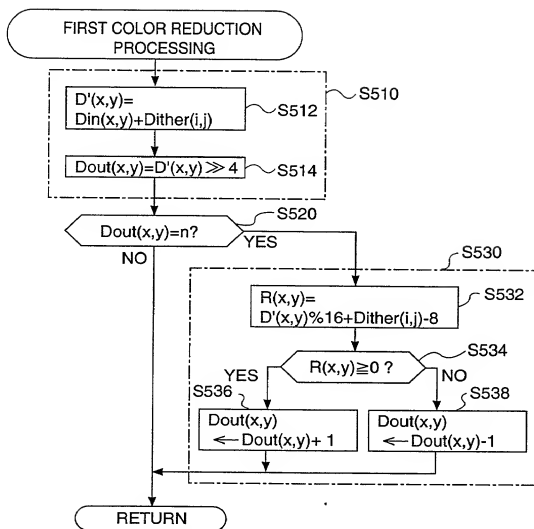 FIRST COLOR REDUCTION
PROCESSING
S510
D'(x,y)=
Din(x,y)+Dither(i,j)
S512
Dout(x,y)=D'(x,y)≫4
S514
S520
Dout(x,y)=n?
YES
NO
S530
R(x,y)=
D'(x,y)%16+Dither(i,j)-8
S532
S534
R(x,y)≧0 ?
YES
NO
S536
S538
Dout(x,y)
← Dout(x,y)+ 1
Dout(x,y)
← Dout(x,y)-1
RETURN